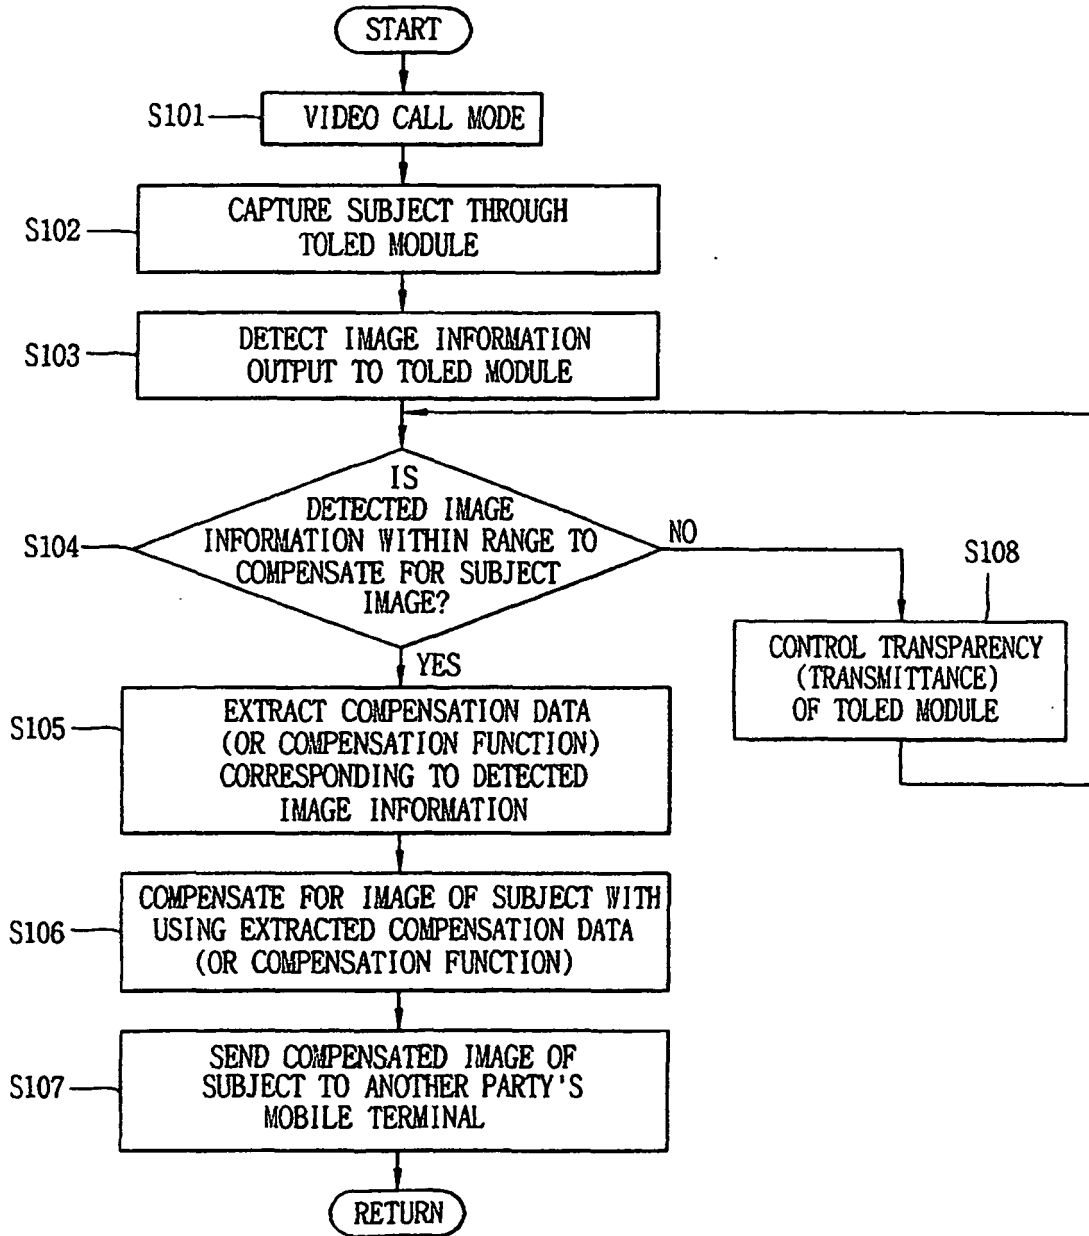 START
S101
VIDEO CALL MODE
S102
CAPTURE SUBJECT THROUGH
TOLED MODULE
S103
DETECT IMAGE INFORMATION
OUTPUT TO TOLED MODULE
S104
IS
DETECTED IMAGE
INFORMATION WITHIN RANGE TO
COMPENSATE FOR SUBJECT
IMAGE?
NO
S108
CONTROL TRANSPARENCY
(TRANSMITTANCE)
OF TOLED MODULE
YES
S105
EXTRACT COMPENSATION DATA
(OR COMPENSATION FUNCTION)
CORRESPONDING TO DETECTED
IMAGE INFORMATION
S106
COMPENSATE FOR IMAGE OF SUBJECT WITH
USING EXTRACTED COMPENSATION DATA
(OR COMPENSATION FUNCTION)
S107
SEND COMPENSATED IMAGE OF
SUBJECT TO ANOTHER PARTY'S
MOBILE TERMINAL
RETURN